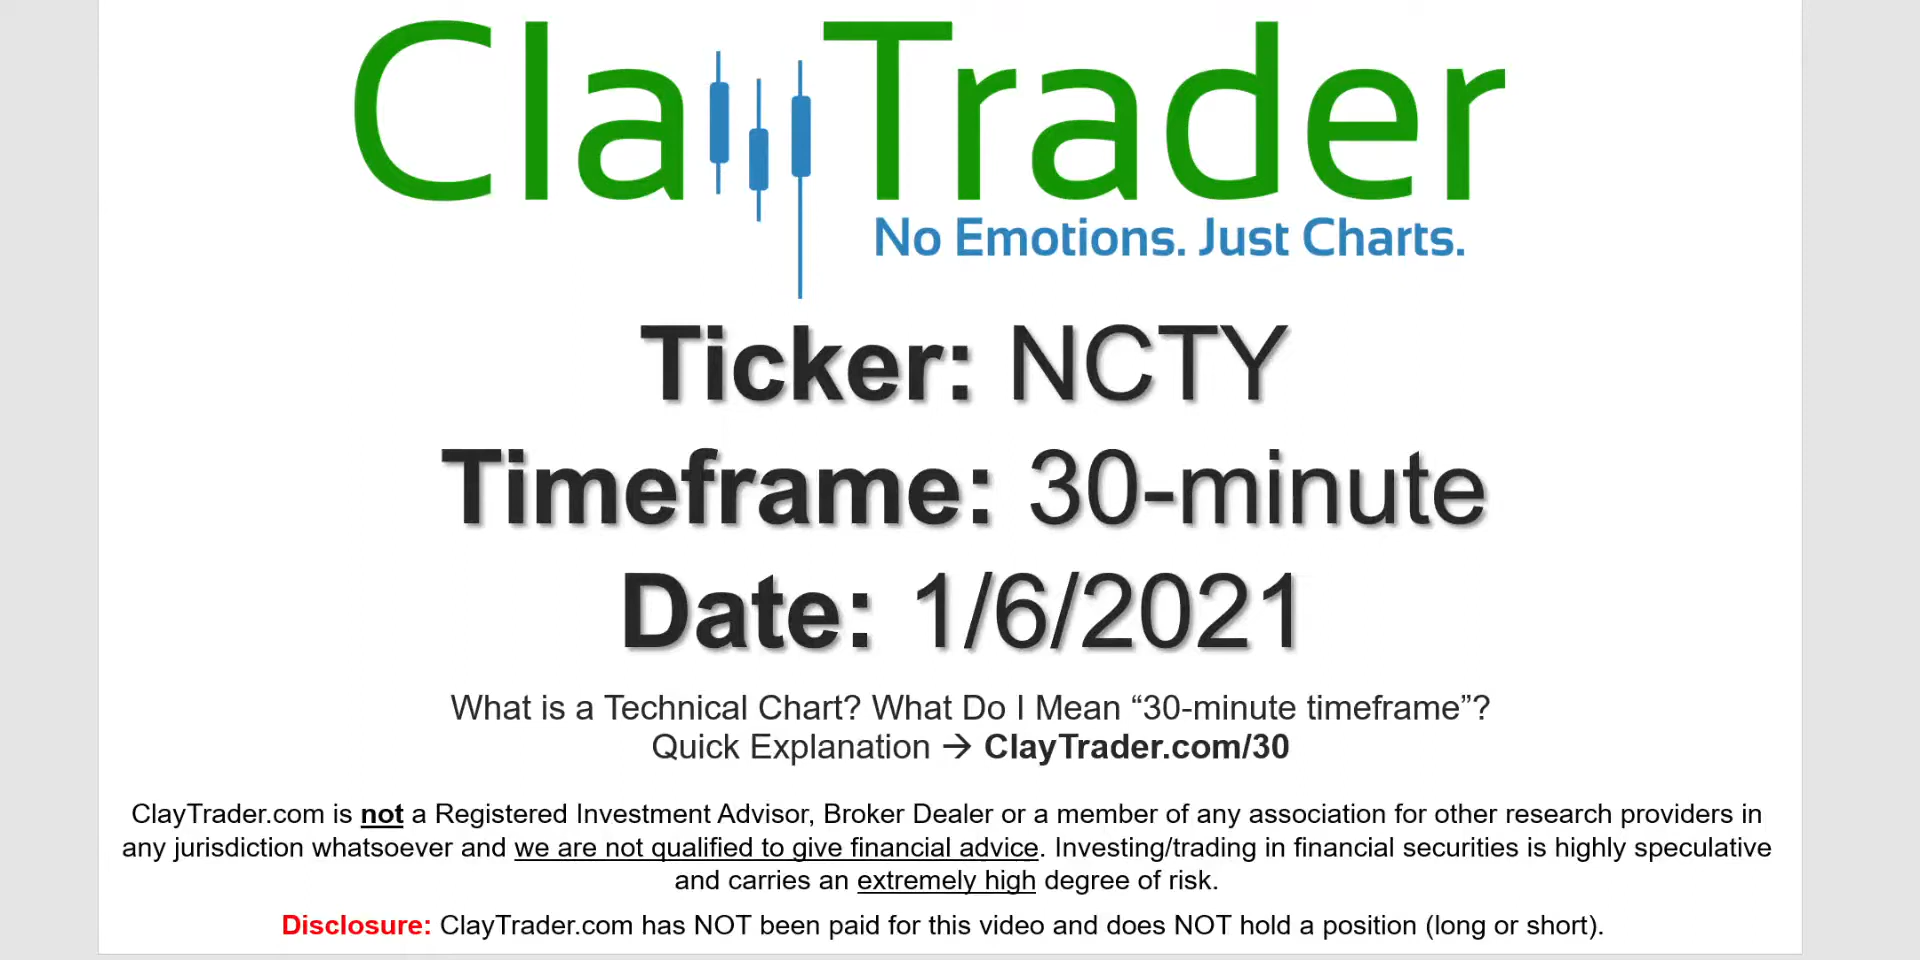 ClayTrader
No Emotions. Just Charts.
Ticker: NCTY
Timeframe: 30-minute
Date: 1/6/2021
What is a Technical Chart? What Do I Mean “30-minute timeframe”?
Quick Explanation → ClayTrader.com/30
ClayTrader.com is not a Registered Investment Advisor, Broker Dealer or a member of any association for other research providers in
any jurisdiction whatsoever and we are not qualified to give financial advice. Investing/trading in financial securities is highly speculative
and carries an extremely high degree of risk.
Disclosure: ClayTrader.com has NOT been paid for this video and does NOT hold a position (long or short).